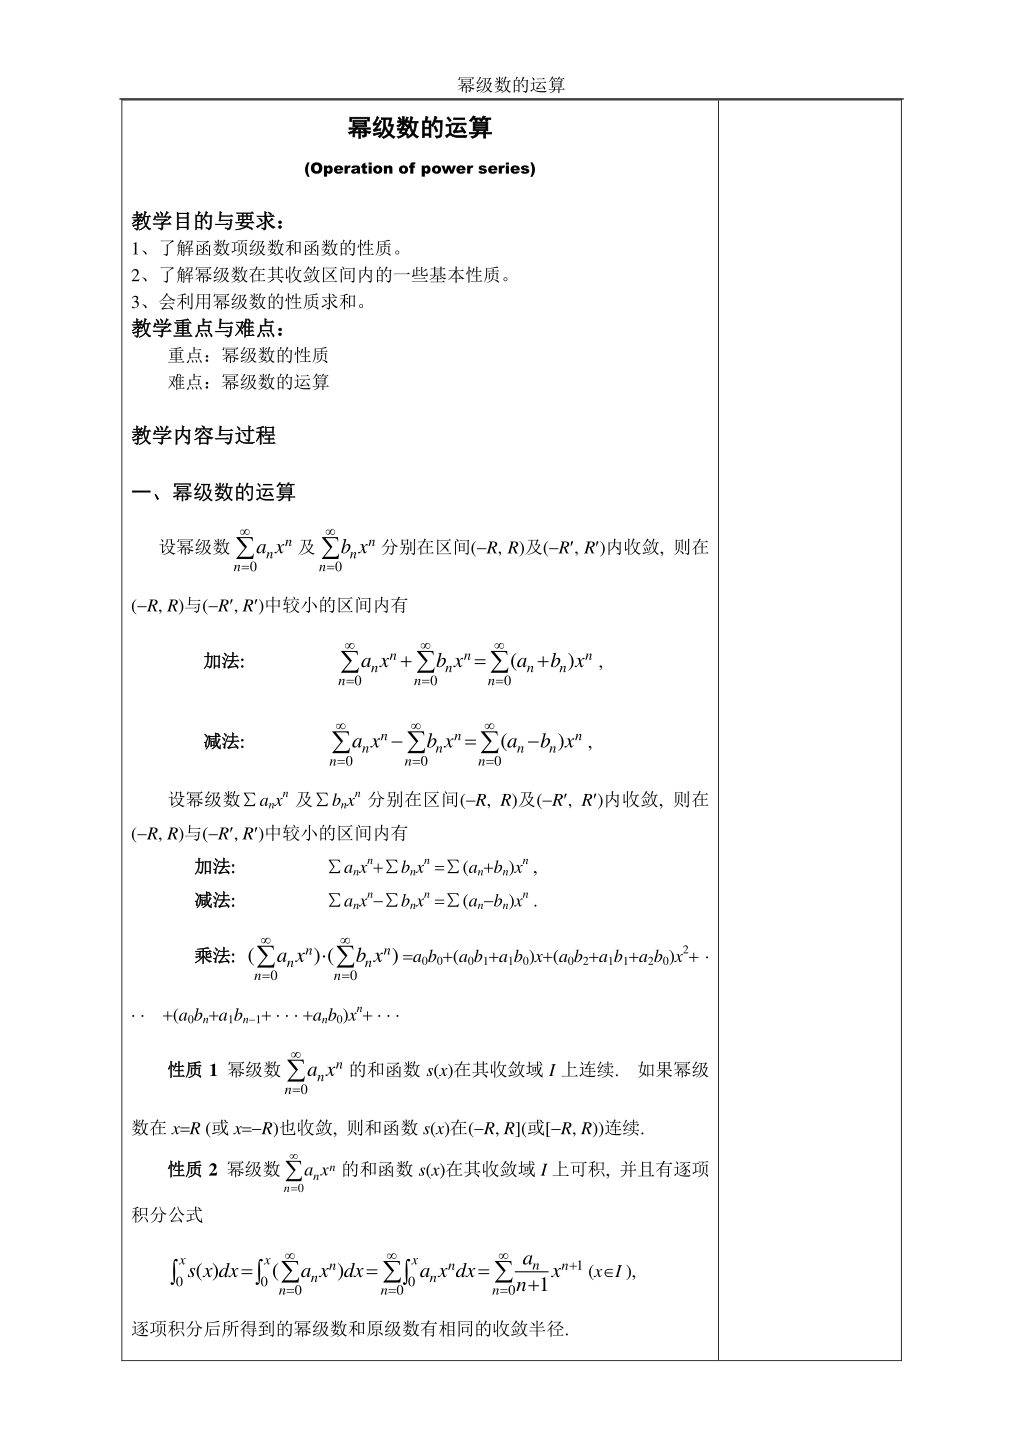 幂级数的运算
幂级数的运算
(Operation of power series)
教学目的与要求：
1、了解函数项级数和函数的性质。
2、了解幂级数在其收敛区间内的一些基本性质。
3、会利用幂级数的性质求和。
教学重点与难点：
重点：幂级数的性质
难点：幂级数的运算
教学内容与过程
一、幂级数的运算
设幂级数 $\sum_{n=0}^{\infty}a_nx^n$ 及 $\sum_{n=0}^{\infty}b_nx^n$ 分别在区间(−R, R)及(−R′, R′)内收敛, 则在
(−R, R)与(−R′, R′)中较小的区间内有
加法: $\sum_{n=0}^{\infty}a_nx^n+\sum_{n=0}^{\infty}b_nx^n=\sum_{n=0}^{\infty}(a_n+b_n)x^n$ ,
减法: $\sum_{n=0}^{\infty}a_nx^n-\sum_{n=0}^{\infty}b_nx^n=\sum_{n=0}^{\infty}(a_n-b_n)x^n$ ,
设幂级数∑$a_nx^n$ 及∑$b_nx^n$ 分别在区间(−R, R)及(−R′, R′)内收敛, 则在
(−R, R)与(−R′, R′)中较小的区间内有
加法: ∑$a_nx^n$+∑$b_nx^n$ =∑$(a_n+b_n)x^n$ ,
减法: ∑$a_nx^n$−∑$b_nx^n$ =∑$(a_n-b_n)x^n$ .
乘法: $(\sum_{n=0}^{\infty}a_nx^n)\cdot(\sum_{n=0}^{\infty}b_nx^n)$ =$a_0b_0+(a_0b_1+a_1b_0)x+(a_0b_2+a_1b_1+a_2b_0)x^2+$ ·
· · $+(a_0b_n+a_1b_{n-1}+$ · · · $+a_nb_0)x^n+$ · · ·
性质 1 幂级数 $\sum_{n=0}^{\infty}a_nx^n$ 的和函数 s(x)在其收敛域 I 上连续. 如果幂级
数在 x=R (或 x=−R)也收敛, 则和函数 s(x)在(−R, R](或[−R, R))连续.
性质 2 幂级数 $\sum_{n=0}^{\infty}a_nx^n$ 的和函数 s(x)在其收敛域 I 上可积, 并且有逐项
积分公式
$\int_0^x s(x)dx=\int_0^x(\sum_{n=0}^{\infty}a_nx^n)dx=\sum_{n=0}^{\infty}\int_0^x a_nx^ndx=\sum_{n=0}^{\infty}\frac{a_n}{n+1}x^{n+1}$ (x∈I ),
逐项积分后所得到的幂级数和原级数有相同的收敛半径.